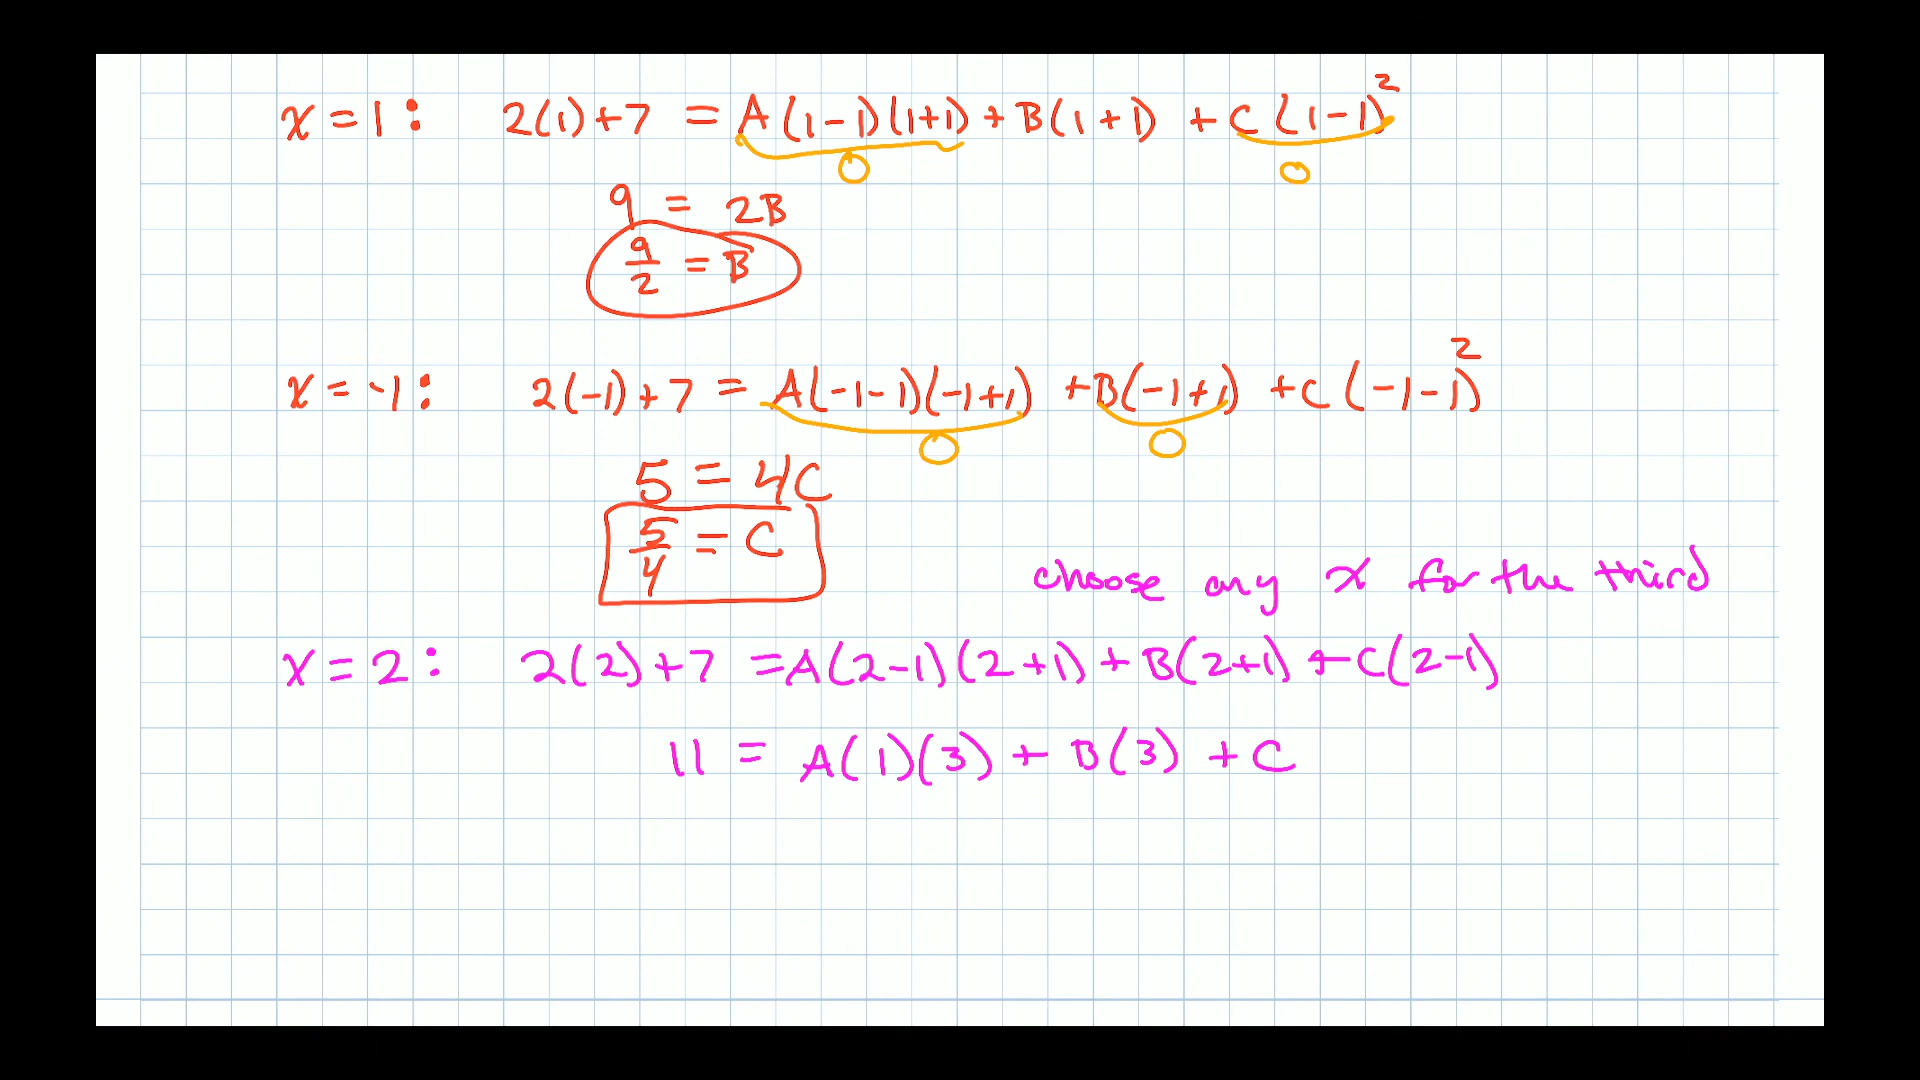 x = 1 : 2(1)+7 = A(1-1)(1+1) + B(1+1) + C(1-1)²
0 0
9 = 2B
9/2 = B
x = -1 : 2(-1)+7 = A(-1-1)(-1+1) + B(-1+1) + C(-1-1)²
0 0
5 = 4C
5/4 = C
choose any x for the third
x = 2 : 2(2)+7 = A(2-1)(2+1) + B(2+1) + C(2-1)
11 = A(1)(3) + B(3) + C